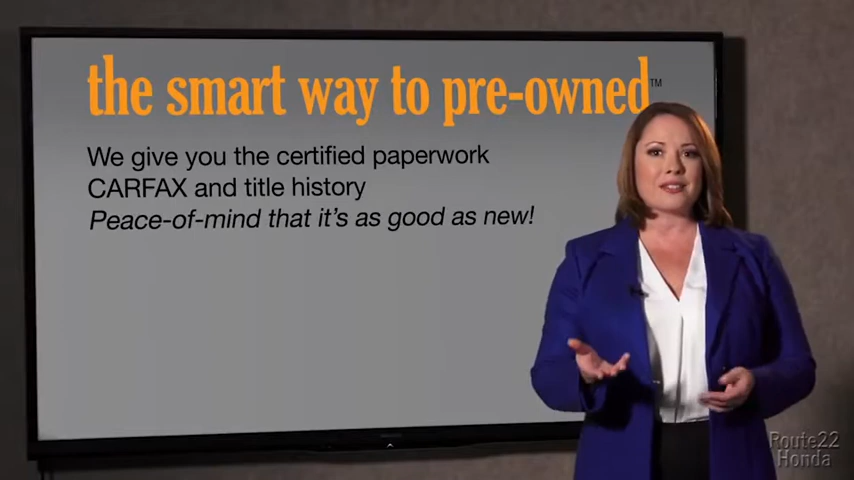 the smart way to pre-owned™
We give you the certified paperwork
CARFAX and title history
Peace-of-mind that it's as good as new!
Route22
Honda